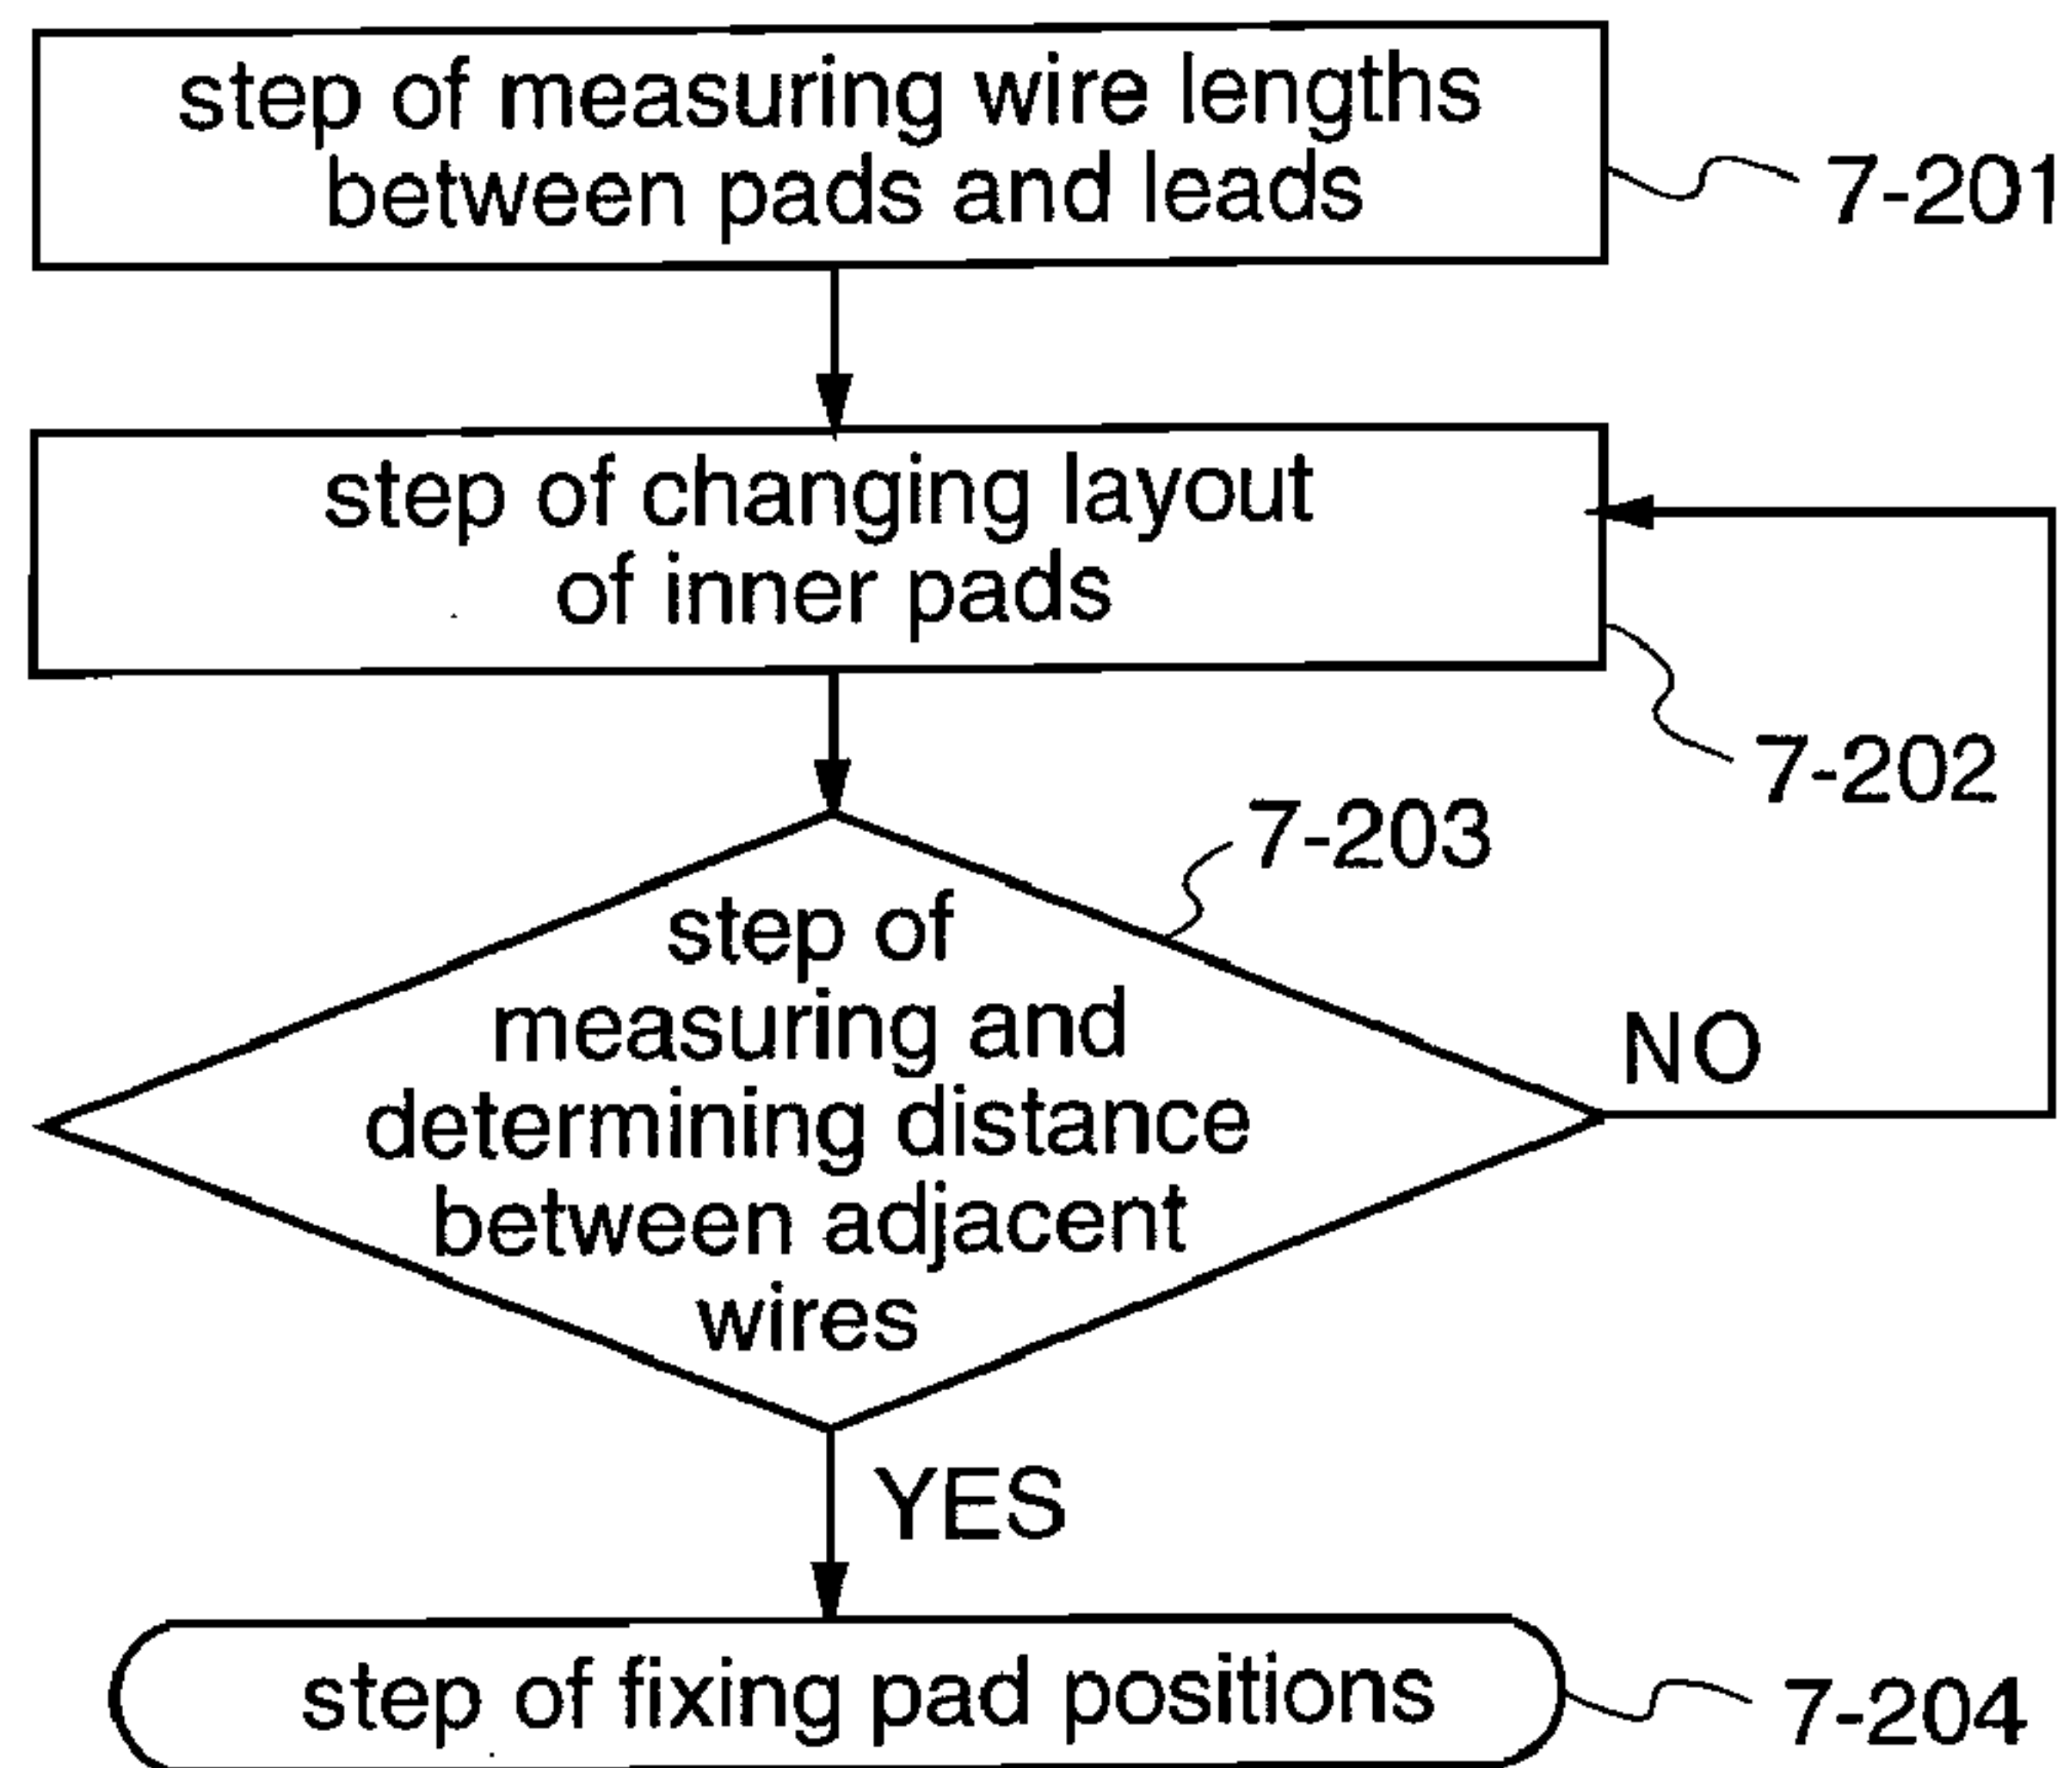 step of measuring wire lengths
between pads and leads
7-201
step of changing layout
of inner pads
7-202
7-203
step of
measuring and
determining distance
between adjacent
wires
NO
YES
step of fixing pad positions
7-204